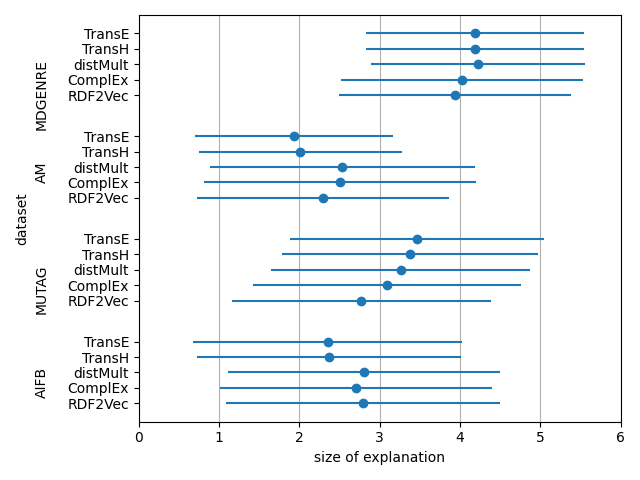 dataset
MDGENRE
TransE
TransH
distMult
ComplEx
RDF2Vec
AM
TransE
TransH
distMult
ComplEx
RDF2Vec
MUTAG
TransE
TransH
distMult
ComplEx
RDF2Vec
AIFB
TransE
TransH
distMult
ComplEx
RDF2Vec
0 1 2 3 4 5 6
size of explanation